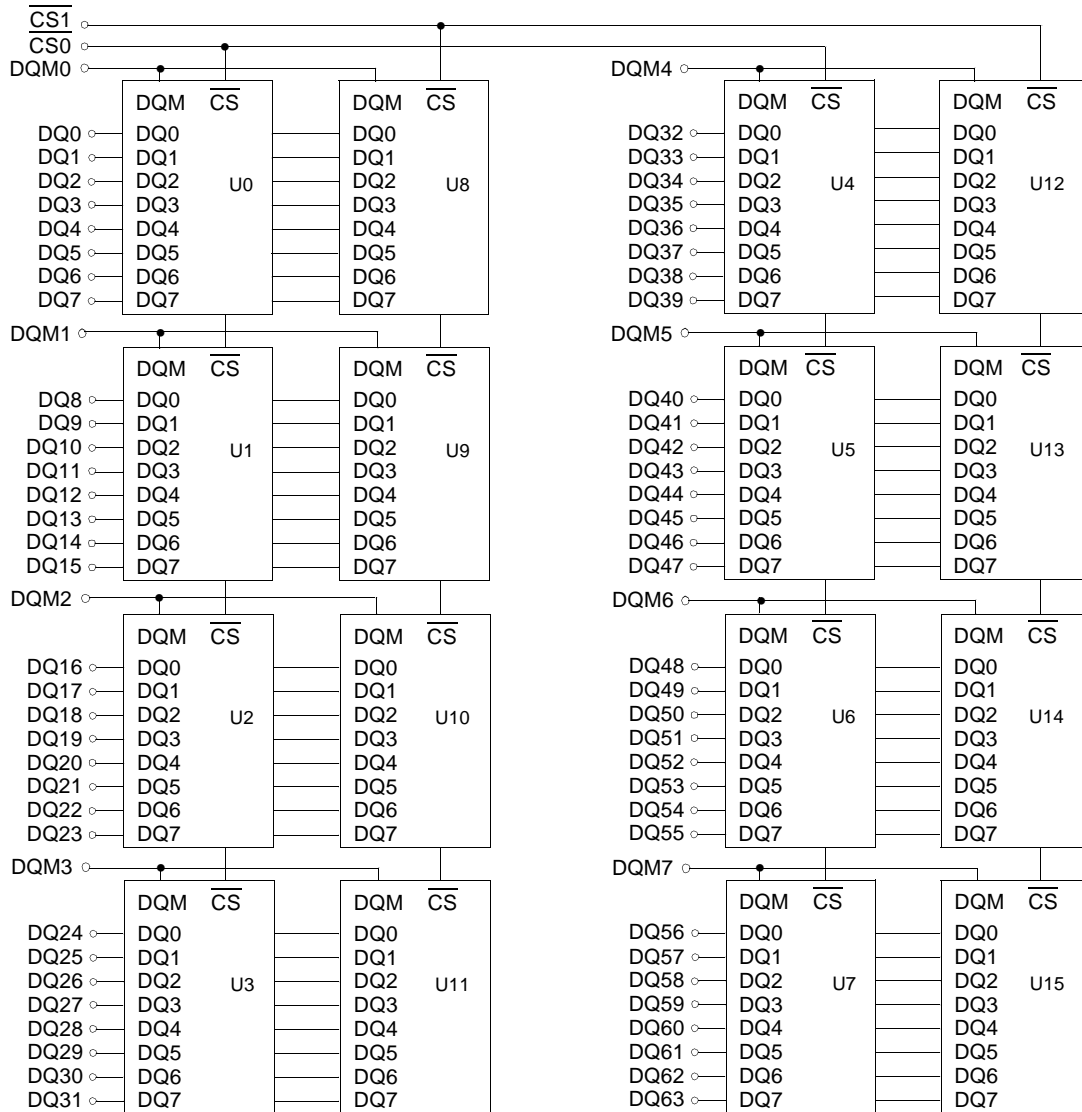 CS1
CS0
DQM0 DQM4
DQM CS DQM CS DQM CS DQM CS
DQ0 DQ0 DQ0 DQ32 DQ0 DQ0
DQ1 DQ1 DQ1 DQ33 DQ1 DQ1
DQ2 DQ2 U0 DQ2 U8 DQ34 DQ2 U4 DQ2 U12
DQ3 DQ3 DQ3 DQ35 DQ3 DQ3
DQ4 DQ4 DQ4 DQ36 DQ4 DQ4
DQ5 DQ5 DQ5 DQ37 DQ5 DQ5
DQ6 DQ6 DQ6 DQ38 DQ6 DQ6
DQ7 DQ7 DQ7 DQ39 DQ7 DQ7
DQM1 DQM5
DQM CS DQM CS DQM CS DQM CS
DQ8 DQ0 DQ0 DQ40 DQ0 DQ0
DQ9 DQ1 DQ1 DQ41 DQ1 DQ1
DQ10 DQ2 U1 DQ2 U9 DQ42 DQ2 U5 DQ2 U13
DQ11 DQ3 DQ3 DQ43 DQ3 DQ3
DQ12 DQ4 DQ4 DQ44 DQ4 DQ4
DQ13 DQ5 DQ5 DQ45 DQ5 DQ5
DQ14 DQ6 DQ6 DQ46 DQ6 DQ6
DQ15 DQ7 DQ7 DQ47 DQ7 DQ7
DQM2 DQM6
DQM CS DQM CS DQM CS DQM CS
DQ16 DQ0 DQ0 DQ48 DQ0 DQ0
DQ17 DQ1 DQ1 DQ49 DQ1 DQ1
DQ18 DQ2 U2 DQ2 U10 DQ50 DQ2 U6 DQ2 U14
DQ19 DQ3 DQ3 DQ51 DQ3 DQ3
DQ20 DQ4 DQ4 DQ52 DQ4 DQ4
DQ21 DQ5 DQ5 DQ53 DQ5 DQ5
DQ22 DQ6 DQ6 DQ54 DQ6 DQ6
DQ23 DQ7 DQ7 DQ55 DQ7 DQ7
DQM3 DQM7
DQM CS DQM CS DQM CS DQM CS
DQ24 DQ0 DQ0 DQ56 DQ0 DQ0
DQ25 DQ1 DQ1 DQ57 DQ1 DQ1
DQ26 DQ2 U3 DQ2 U11 DQ58 DQ2 U7 DQ2 U15
DQ27 DQ3 DQ3 DQ59 DQ3 DQ3
DQ28 DQ4 DQ4 DQ60 DQ4 DQ4
DQ29 DQ5 DQ5 DQ61 DQ5 DQ5
DQ30 DQ6 DQ6 DQ62 DQ6 DQ6
DQ31 DQ7 DQ7 DQ63 DQ7 DQ7